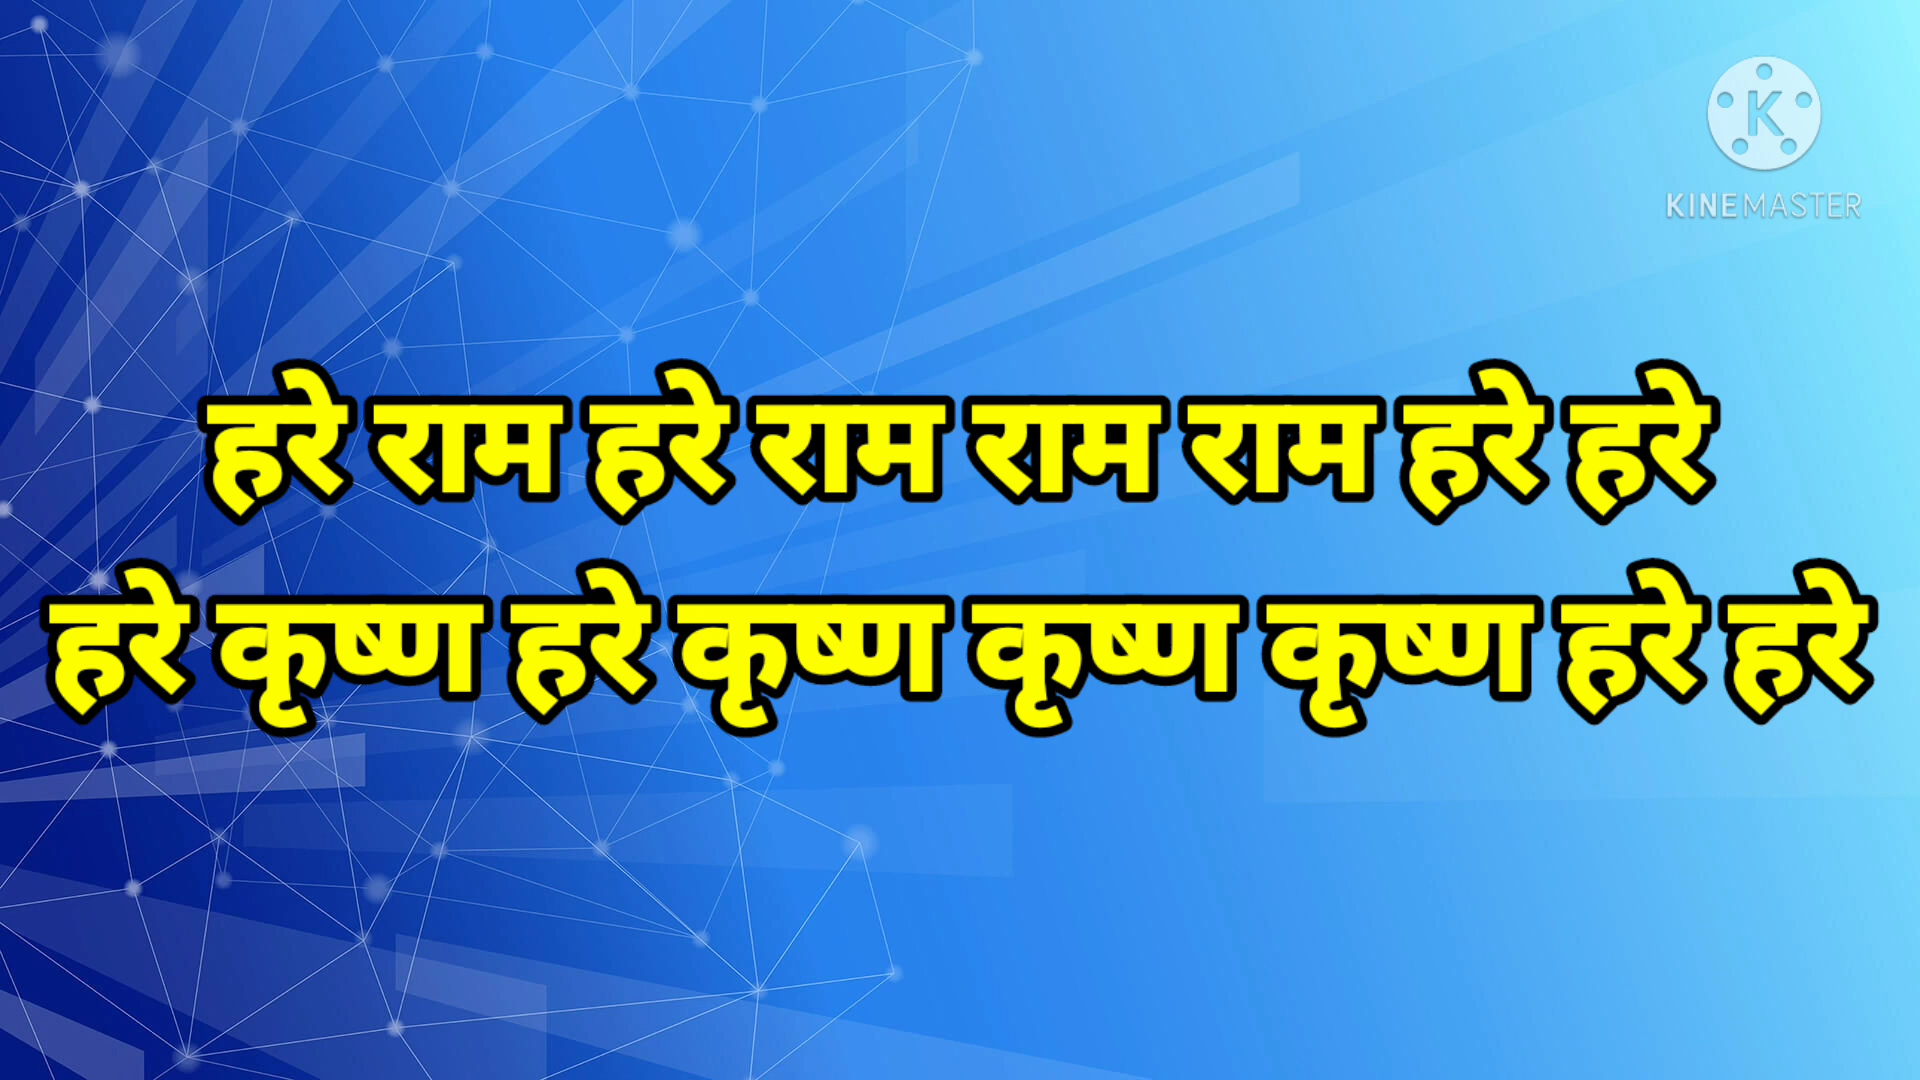 K
KINEMASTER
हरे राम हरे राम राम राम हरे हरे
हरे कृष्ण हरे कृष्ण कृष्ण कृष्ण हरे हरे